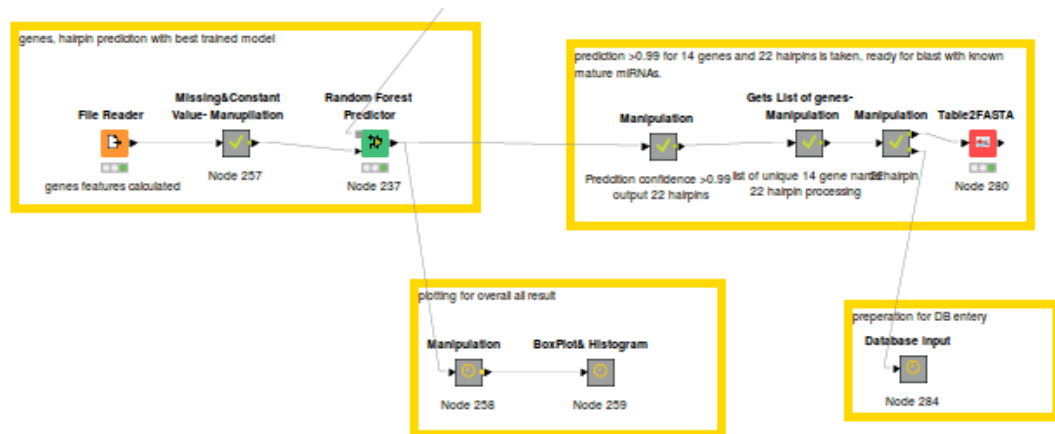 genes, hairpin prediction with best trained model
File Reader
genes features calculated
Missing&Constant
Value- Manupilation
Node 257
Random Forest
Predictor
Node 237
prediction >0.99 for 14 genes and 22 hairpins is taken, ready for blast with known
mature miRNAs.
Manipulation
Prediction confidence >0.99
output 22 hairpins
Gets List of genes-
Manipulation
list of unique 14 gene name
22 hairpin processing
Manipulation
22hairpin
Table2FASTA
Node 280
plotting for overall all result
Manipulation
Node 258
BoxPlot& Histogram
Node 259
preperation for DB entery
Database Input
Node 284